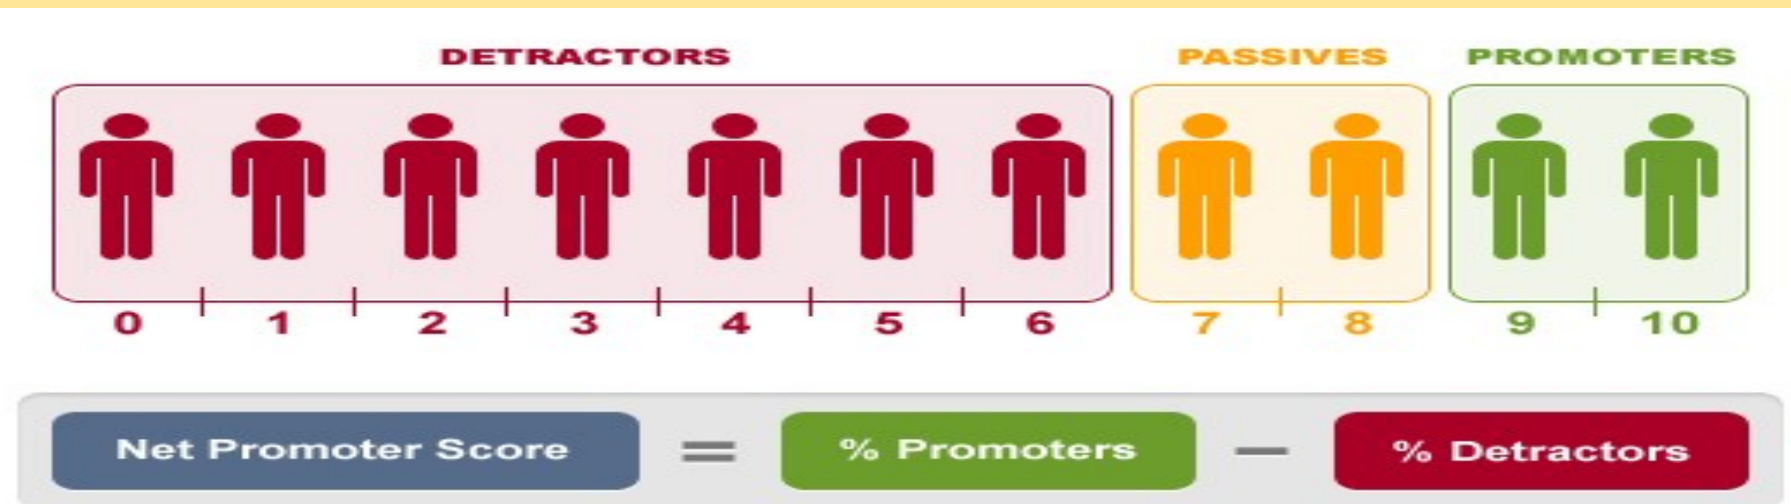 DETRACTORS PASSIVES PROMOTERS
0 1 2 3 4 5 6 7 8 9 10
Net Promoter Score = % Promoters − % Detractors